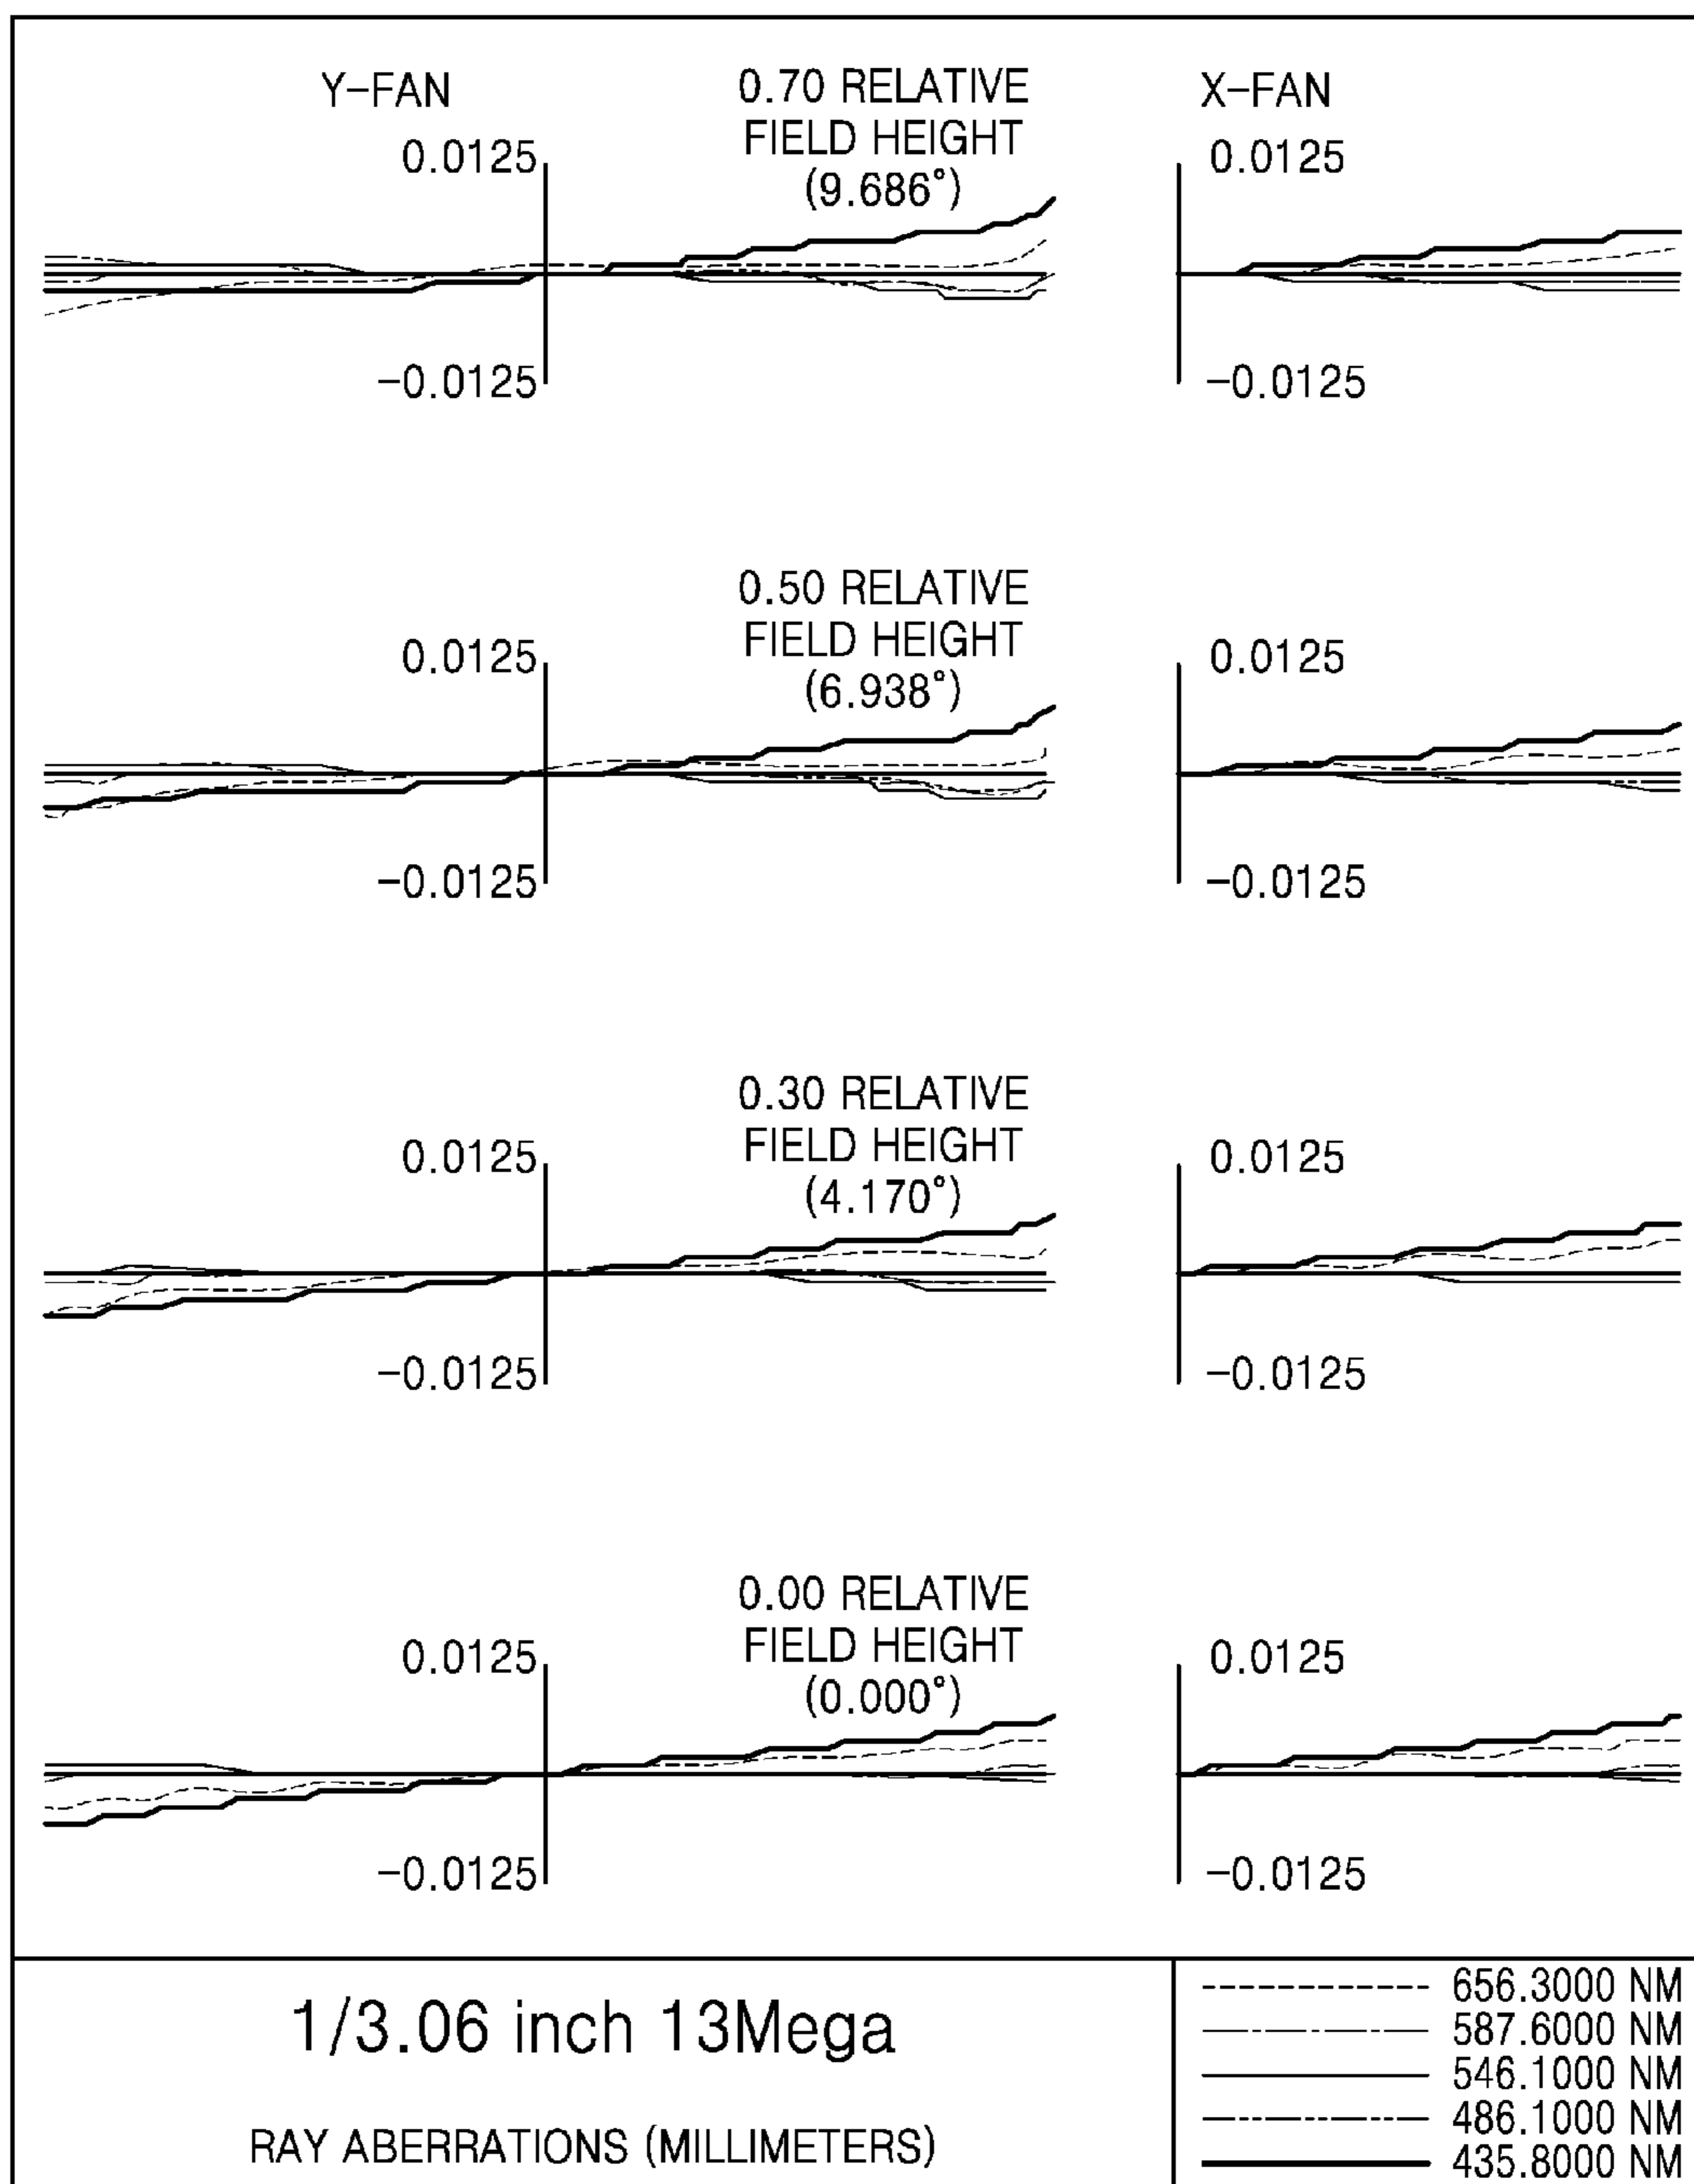 Y-FAN
0.70 RELATIVE
FIELD HEIGHT
(9.686°)
X-FAN
0.0125
0.0125
-0.0125
-0.0125
0.50 RELATIVE
FIELD HEIGHT
(6.938°)
0.0125
0.0125
-0.0125
-0.0125
0.30 RELATIVE
FIELD HEIGHT
(4.170°)
0.0125
0.0125
-0.0125
-0.0125
0.00 RELATIVE
FIELD HEIGHT
(0.000°)
0.0125
0.0125
-0.0125
-0.0125
1/3.06 inch 13Mega
RAY ABERRATIONS (MILLIMETERS)
656.3000 NM
587.6000 NM
546.1000 NM
486.1000 NM
435.8000 NM